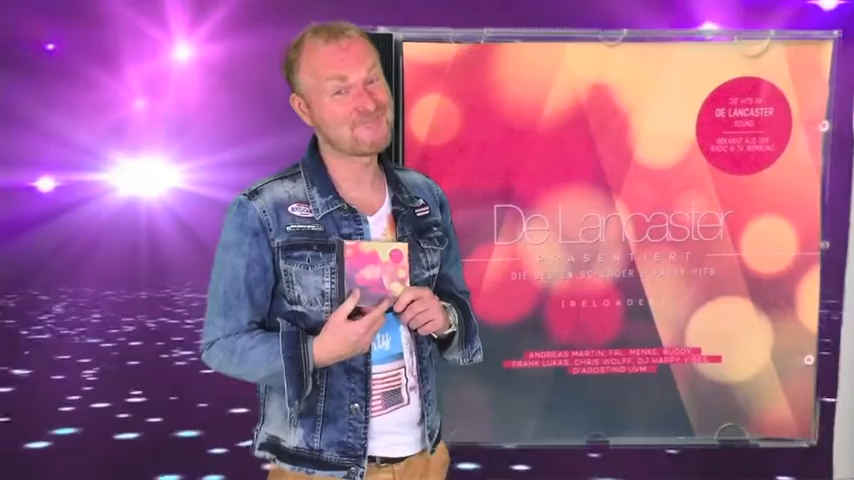 DIE HITS IM
DE LANCASTER
SOUND
BEKANNT AUS DER
RADIO & TV WERBUNG
De Lancaster
PRÄSENTIERT
DIE BESTEN SCHLAGER & PARTY HITS
[RELOADED]
ANDREAS MARTIN, FRL. MENKE, BUDDY
FRANK LUKAS, CHRIS WOLFF, DJ HAPPY VIBES
D'AGOSTINO UVM